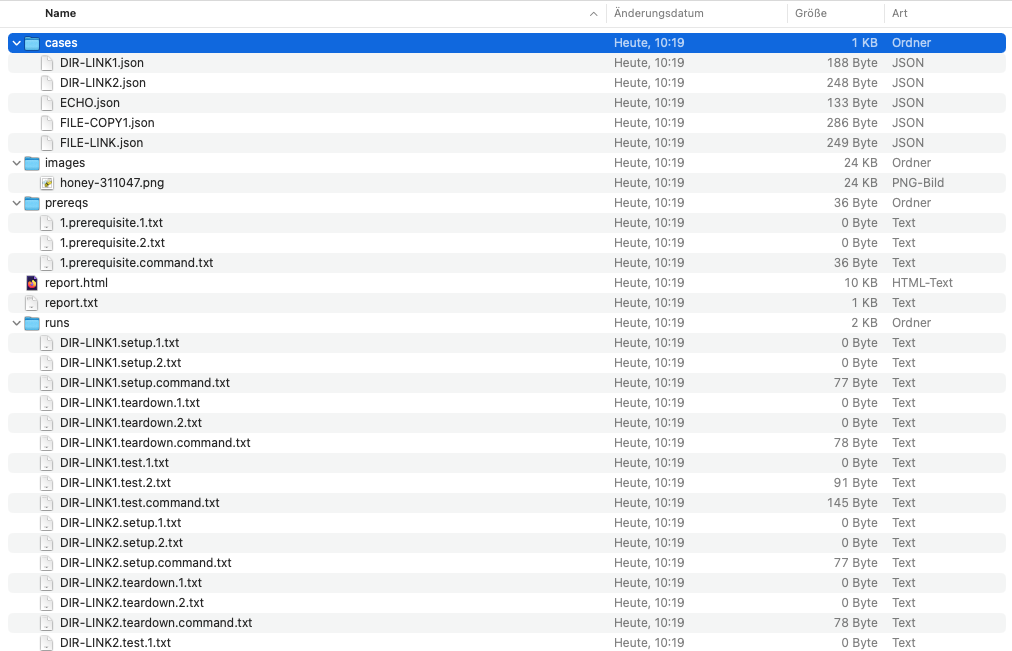 Name Änderungsdatum Größe Art
cases Heute, 10:19 1 KB Ordner
DIR-LINK1.json Heute, 10:19 188 Byte JSON
DIR-LINK2.json Heute, 10:19 248 Byte JSON
ECHO.json Heute, 10:19 133 Byte JSON
FILE-COPY1.json Heute, 10:19 286 Byte JSON
FILE-LINK.json Heute, 10:19 249 Byte JSON
images Heute, 10:19 24 KB Ordner
honey-311047.png Heute, 10:19 24 KB PNG-Bild
prereqs Heute, 10:19 36 Byte Ordner
1.prerequisite.1.txt Heute, 10:19 0 Byte Text
1.prerequisite.2.txt Heute, 10:19 0 Byte Text
1.prerequisite.command.txt Heute, 10:19 36 Byte Text
report.html Heute, 10:19 10 KB HTML-Text
report.txt Heute, 10:19 1 KB Text
runs Heute, 10:19 2 KB Ordner
DIR-LINK1.setup.1.txt Heute, 10:19 0 Byte Text
DIR-LINK1.setup.2.txt Heute, 10:19 0 Byte Text
DIR-LINK1.setup.command.txt Heute, 10:19 77 Byte Text
DIR-LINK1.teardown.1.txt Heute, 10:19 0 Byte Text
DIR-LINK1.teardown.2.txt Heute, 10:19 0 Byte Text
DIR-LINK1.teardown.command.txt Heute, 10:19 78 Byte Text
DIR-LINK1.test.1.txt Heute, 10:19 0 Byte Text
DIR-LINK1.test.2.txt Heute, 10:19 91 Byte Text
DIR-LINK1.test.command.txt Heute, 10:19 145 Byte Text
DIR-LINK2.setup.1.txt Heute, 10:19 0 Byte Text
DIR-LINK2.setup.2.txt Heute, 10:19 0 Byte Text
DIR-LINK2.setup.command.txt Heute, 10:19 77 Byte Text
DIR-LINK2.teardown.1.txt Heute, 10:19 0 Byte Text
DIR-LINK2.teardown.2.txt Heute, 10:19 0 Byte Text
DIR-LINK2.teardown.command.txt Heute, 10:19 78 Byte Text
DIR-LINK2.test.1.txt Heute, 10:19 0 Byte Text